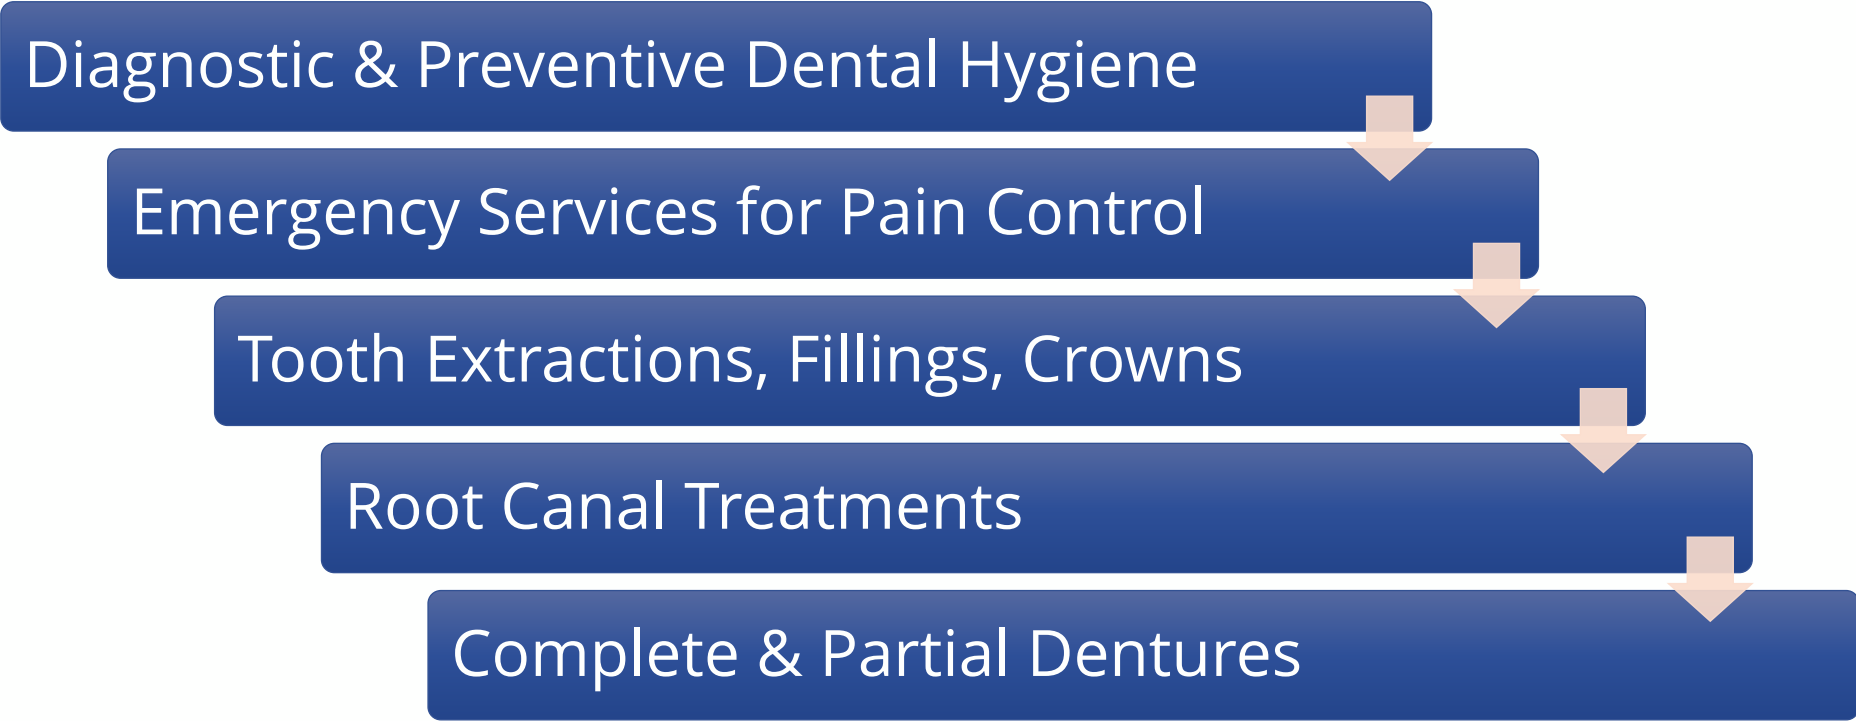 Diagnostic & Preventive Dental Hygiene
Emergency Services for Pain Control
Tooth Extractions, Fillings, Crowns
Root Canal Treatments
Complete & Partial Dentures